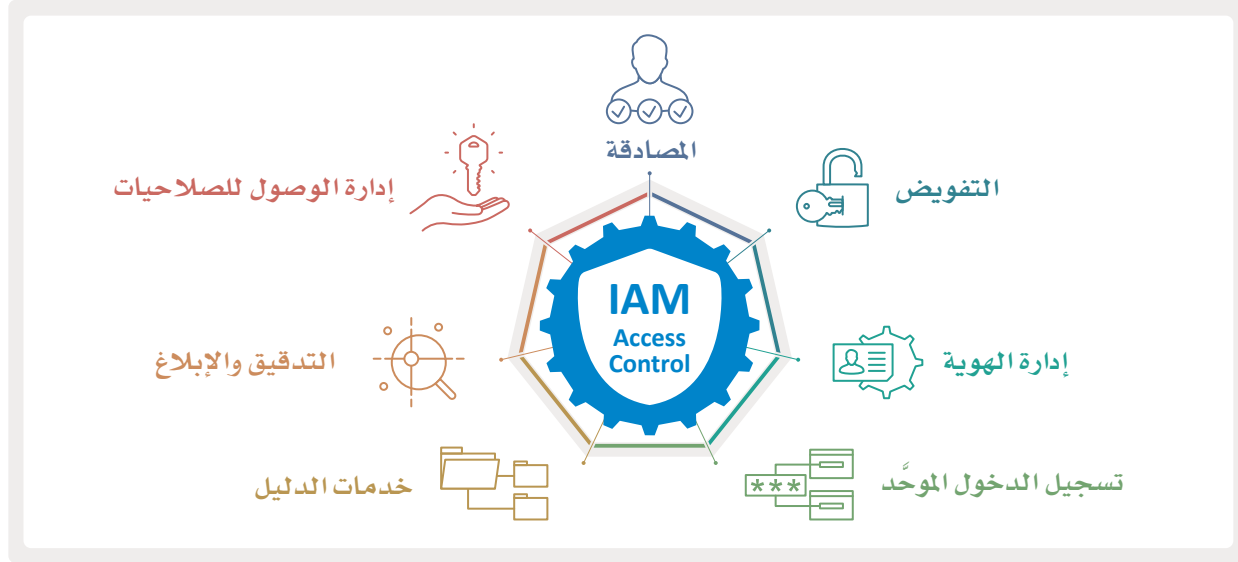 المصادقة
التفويض
إدارة الوصول للصلاحيات
IAM
Access
Control
إدارة الهوية
التدقيق والإبلاغ
تسجيل الدخول الموحَّد
***
خدمات الدليل